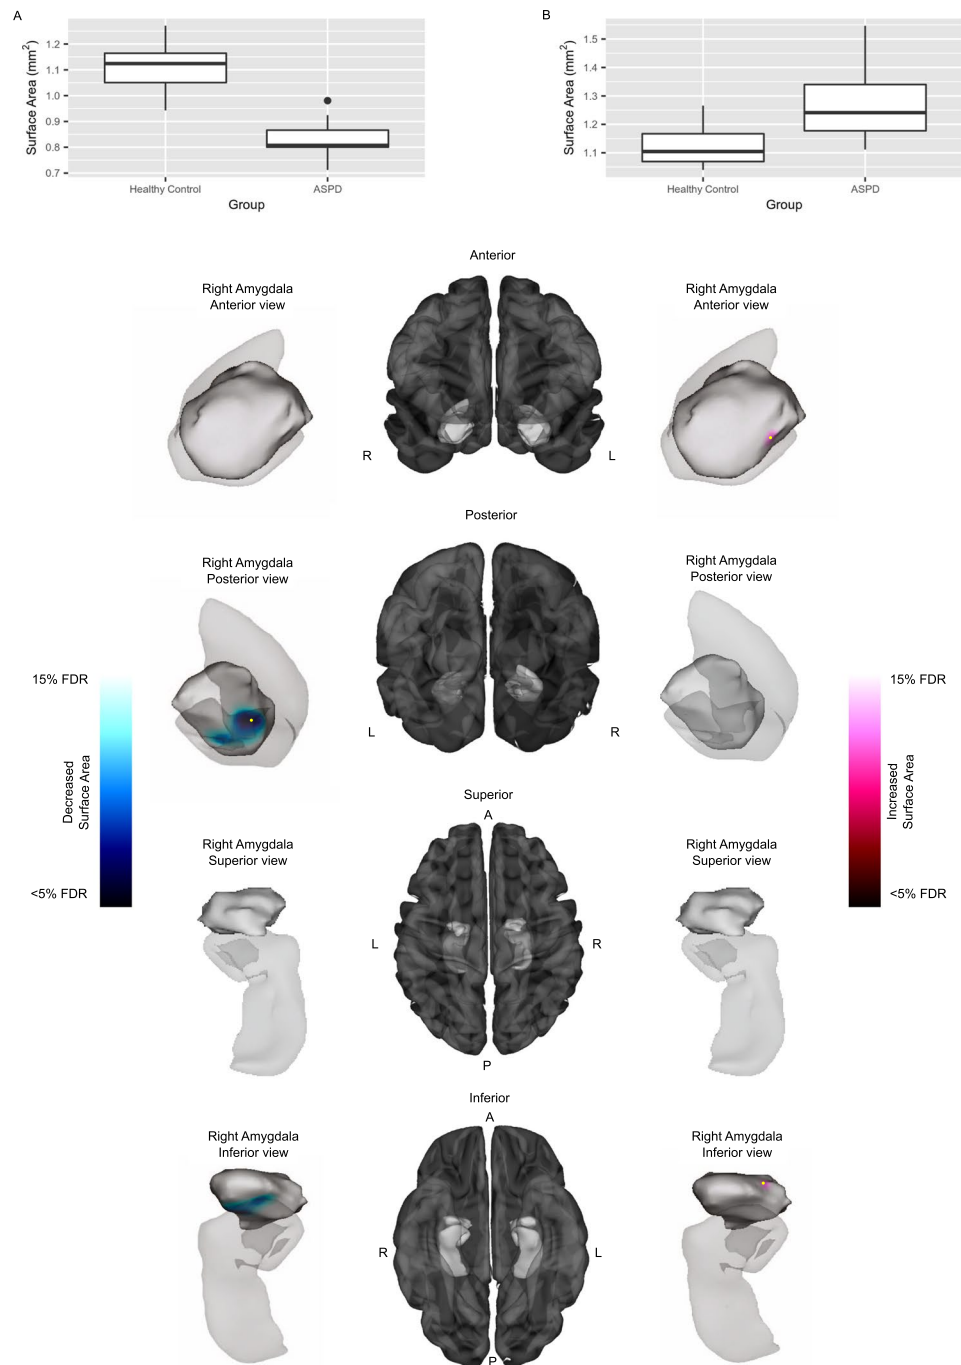 A
Surface Area (mm²)
1.2
1.1
1.0
0.9
0.8
0.7
Healthy Control
ASPD
Group
B
Surface Area (mm²)
1.5
1.4
1.3
1.2
1.1
Healthy Control
ASPD
Group
Anterior
Right Amygdala
Anterior view
R
L
Right Amygdala
Anterior view
Posterior
Right Amygdala
Posterior view
L
R
Right Amygdala
Posterior view
15% FDR
Decreased
Surface Area
<5% FDR
15% FDR
Increased
Surface Area
<5% FDR
Superior
A
Right Amygdala
Superior view
L
R
P
Right Amygdala
Superior view
Inferior
A
Right Amygdala
Inferior view
R
L
P
Right Amygdala
Inferior view